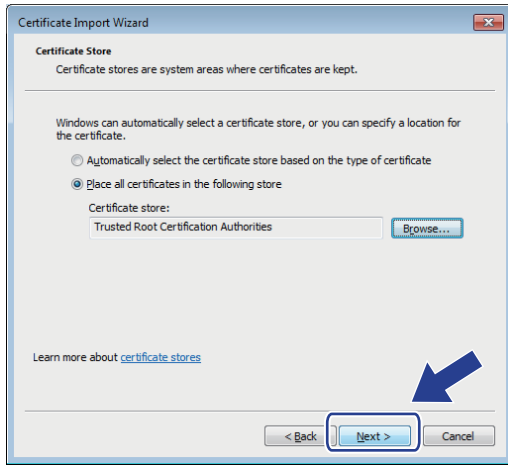 Certificate Import Wizard
Certificate Store
Certificate stores are system areas where certificates are kept.
Windows can automatically select a certificate store, or you can specify a location for
the certificate.
Automatically select the certificate store based on the type of certificate
Place all certificates in the following store
Certificate store:
Trusted Root Certification Authorities
Browse...
Learn more about certificate stores
< Back
Next >
Cancel